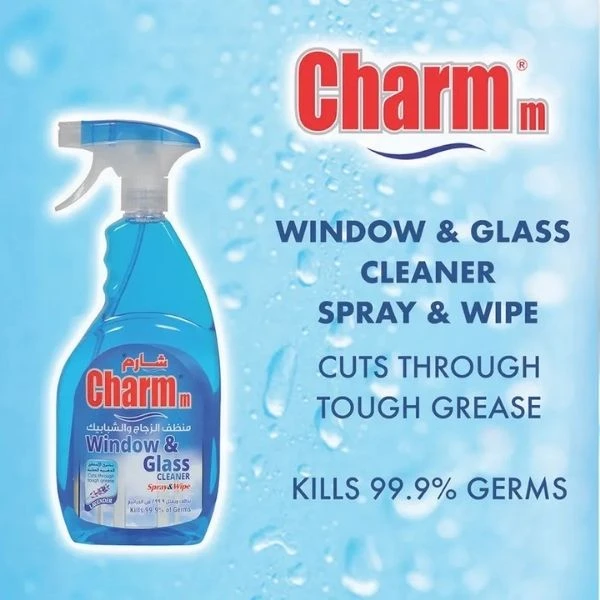 Charm m ®
WINDOW & GLASS
CLEANER
SPRAY & WIPE
CUTS THROUGH
TOUGH GREASE
KILLS 99.9% GERMS
شارم
Charm m
منظف الزجاج والشبابيك
Window &
Glass
CLEANER
Spray & Wipe
Cuts through
tough grease
LAVENDER
Kills 99.9% of Germs